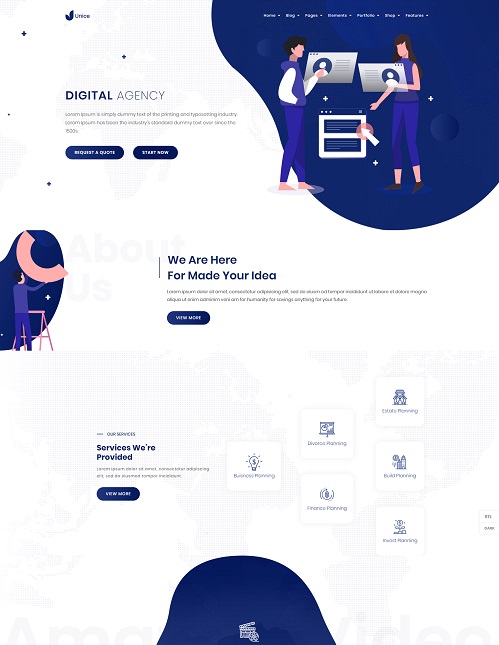 Unice
Home Blog Pages Elements Portfolio Shop Features
DIGITAL AGENCY
Lorem Ipsum is simply dummy text of the printing and typesetting industry.
Lorem Ipsum has been the industry's standard dummy text ever since the
1500s.
REQUEST A QUOTE START NOW
About
Us
We Are Here
For Made Your Idea
Lorem ipsum dolor sit amet, consectetur adipiscing elit, sed do eiusmod tempor incididunt ut labore et dolore magna
aliqua ut enim adminim veniam for humanity for savings anything for your future
VIEW MORE
OUR SERVICES
Services We're
Provided
Lorem ipsum dolor sit amet, consectetur adipiscing
elit, sed do eiusmod tempor incididunt.
VIEW MORE
Estate Planning
Divorce Planning
Business Planning
Build Planning
Finance Planning
Invest Planning
RTL
DARK
Video